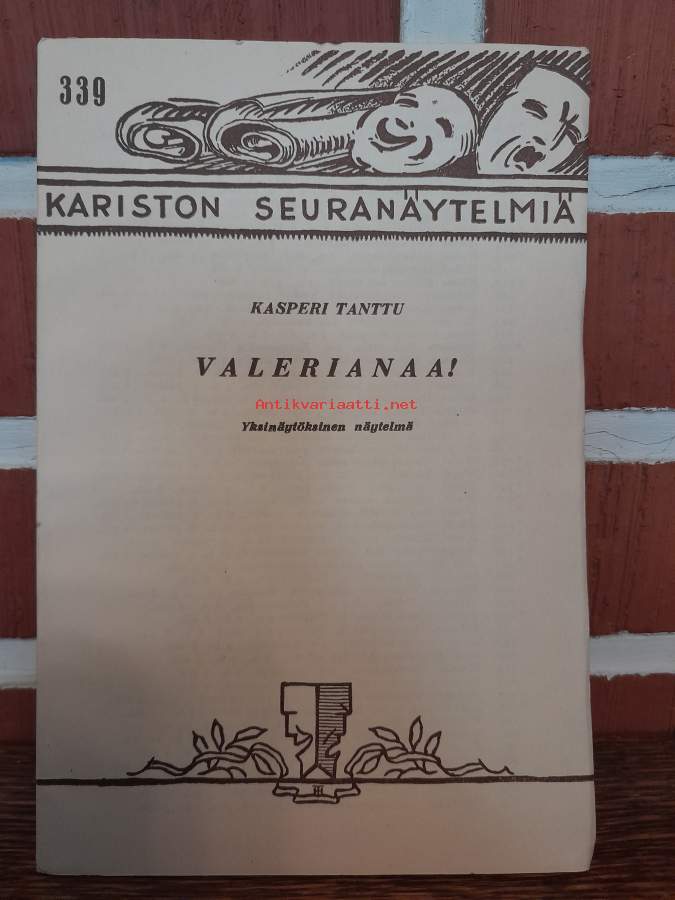 339
KARISTON SEURANÄYTELMIÄ
KASPERI TANTTU
VALERIANAA!
Antikvariaatti.net
Yksinäytöksinen näytelmä